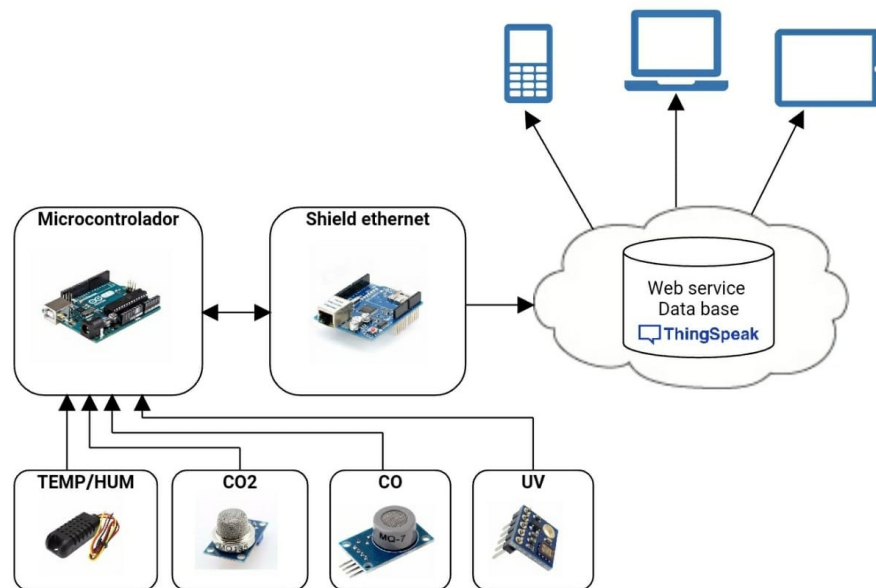 Microcontrolador
Shield ethernet
Web service
Data base
ThingSpeak
TEMP/HUM
CO2
CO
UV
MQ-7